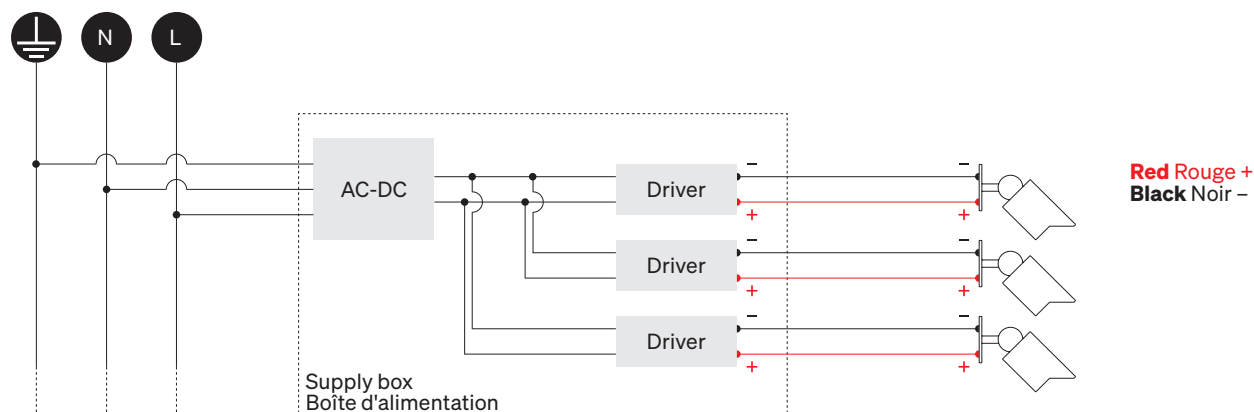 N
L
AC-DC
Driver
−
+
−
+
Red Rouge +
Black Noir –
Driver
−
+
−
+
Driver
−
+
−
+
Supply box
Boîte d'alimentation